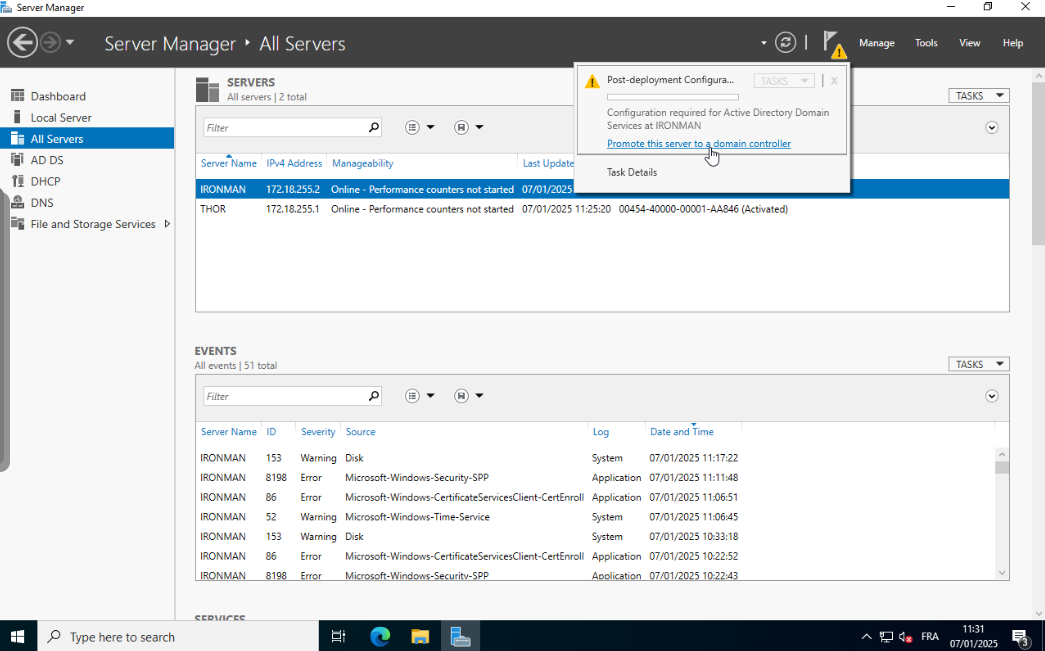 Server Manager
Server Manager ‣ All Servers
Manage Tools View Help
Dashboard
Local Server
All Servers
AD DS
DHCP
DNS
File and Storage Services
SERVERS
All servers | 2 total
TASKS
Filter
Server Name IPv4 Address Manageability Last Update
IRONMAN 172.18.255.2 Online - Performance counters not started 07/01/2025
THOR 172.18.255.1 Online - Performance counters not started 07/01/2025 11:25:20 00454-40000-00001-AA846 (Activated)
Post-deployment Configura... TASKS X
Configuration required for Active Directory Domain
Services at IRONMAN
Promote this server to a domain controller
Task Details
EVENTS
All events | 51 total
TASKS
Filter
Server Name ID Severity Source Log Date and Time
IRONMAN 153 Warning Disk System 07/01/2025 11:17:22
IRONMAN 8198 Error Microsoft-Windows-Security-SPP Application 07/01/2025 11:11:48
IRONMAN 86 Error Microsoft-Windows-CertificateServicesClient-CertEnroll Application 07/01/2025 11:06:51
IRONMAN 52 Warning Microsoft-Windows-Time-Service System 07/01/2025 11:06:45
IRONMAN 153 Warning Disk System 07/01/2025 10:33:18
IRONMAN 86 Error Microsoft-Windows-CertificateServicesClient-CertEnroll Application 07/01/2025 10:22:52
IRONMAN 8198 Error Microsoft-Windows-Security-SPP Application 07/01/2025 10:22:43
SERVICES
Type here to search
FRA
11:31
07/01/2025
3